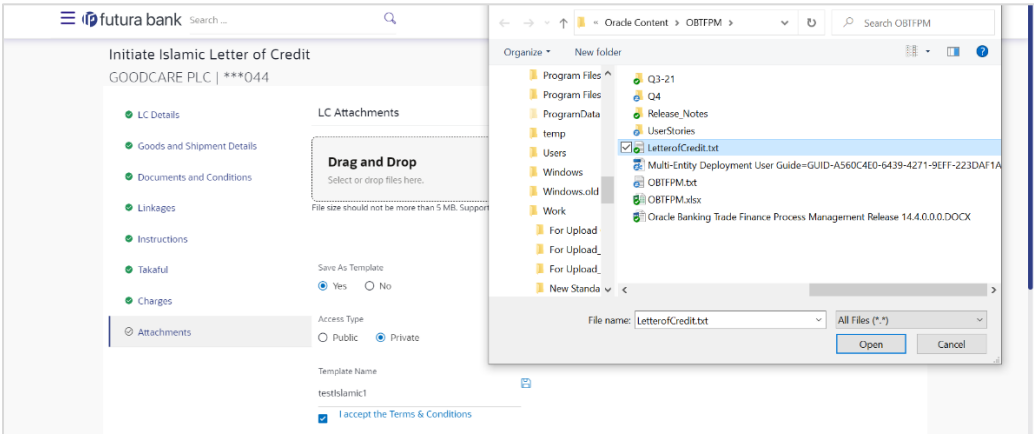 futura bank Search ...
Initiate Islamic Letter of Credit
GOODCARE PLC | ***044
LC Details
Goods and Shipment Details
Documents and Conditions
Linkages
Instructions
Takaful
Charges
Attachments
LC Attachments
Drag and Drop
Select or drop files here.
File size should not be more than 5 MB. Support
Save As Template
Yes No
Access Type
Public Private
Template Name
testIslamic1
I accept the Terms & Conditions
« Oracle Content > OBTFPM >
Search OBTFPM
Organize New folder
Program Files
Program Files
ProgramData
temp
Users
Windows
Windows.old
Work
For Upload
For Upload_
For Upload_
New Standa
Q3-21
Q4
Release_Notes
UserStories
LetterofCredit.txt
Multi-Entity Deployment User Guide=GUID-A560C4E0-6439-4271-9EFF-223DAF1A
OBTFPM.txt
OBTFPM.xlsx
Oracle Banking Trade Finance Process Management Release 14.4.0.0.0.DOCX
File name: LetterofCredit.txt All Files (*.*)
Open Cancel